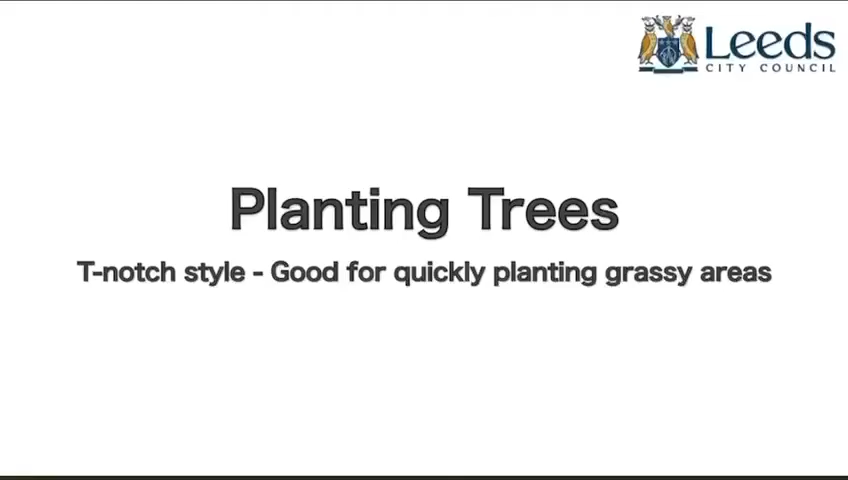 Leeds
CITY COUNCIL
Planting Trees
T-notch style - Good for quickly planting grassy areas